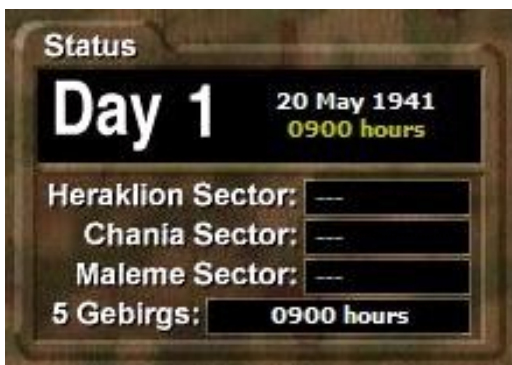 Status
Day 1
20 May 1941
0900 hours
Heraklion Sector: ---
Chania Sector: ---
Maleme Sector: ---
5 Gebirgs: 0900 hours